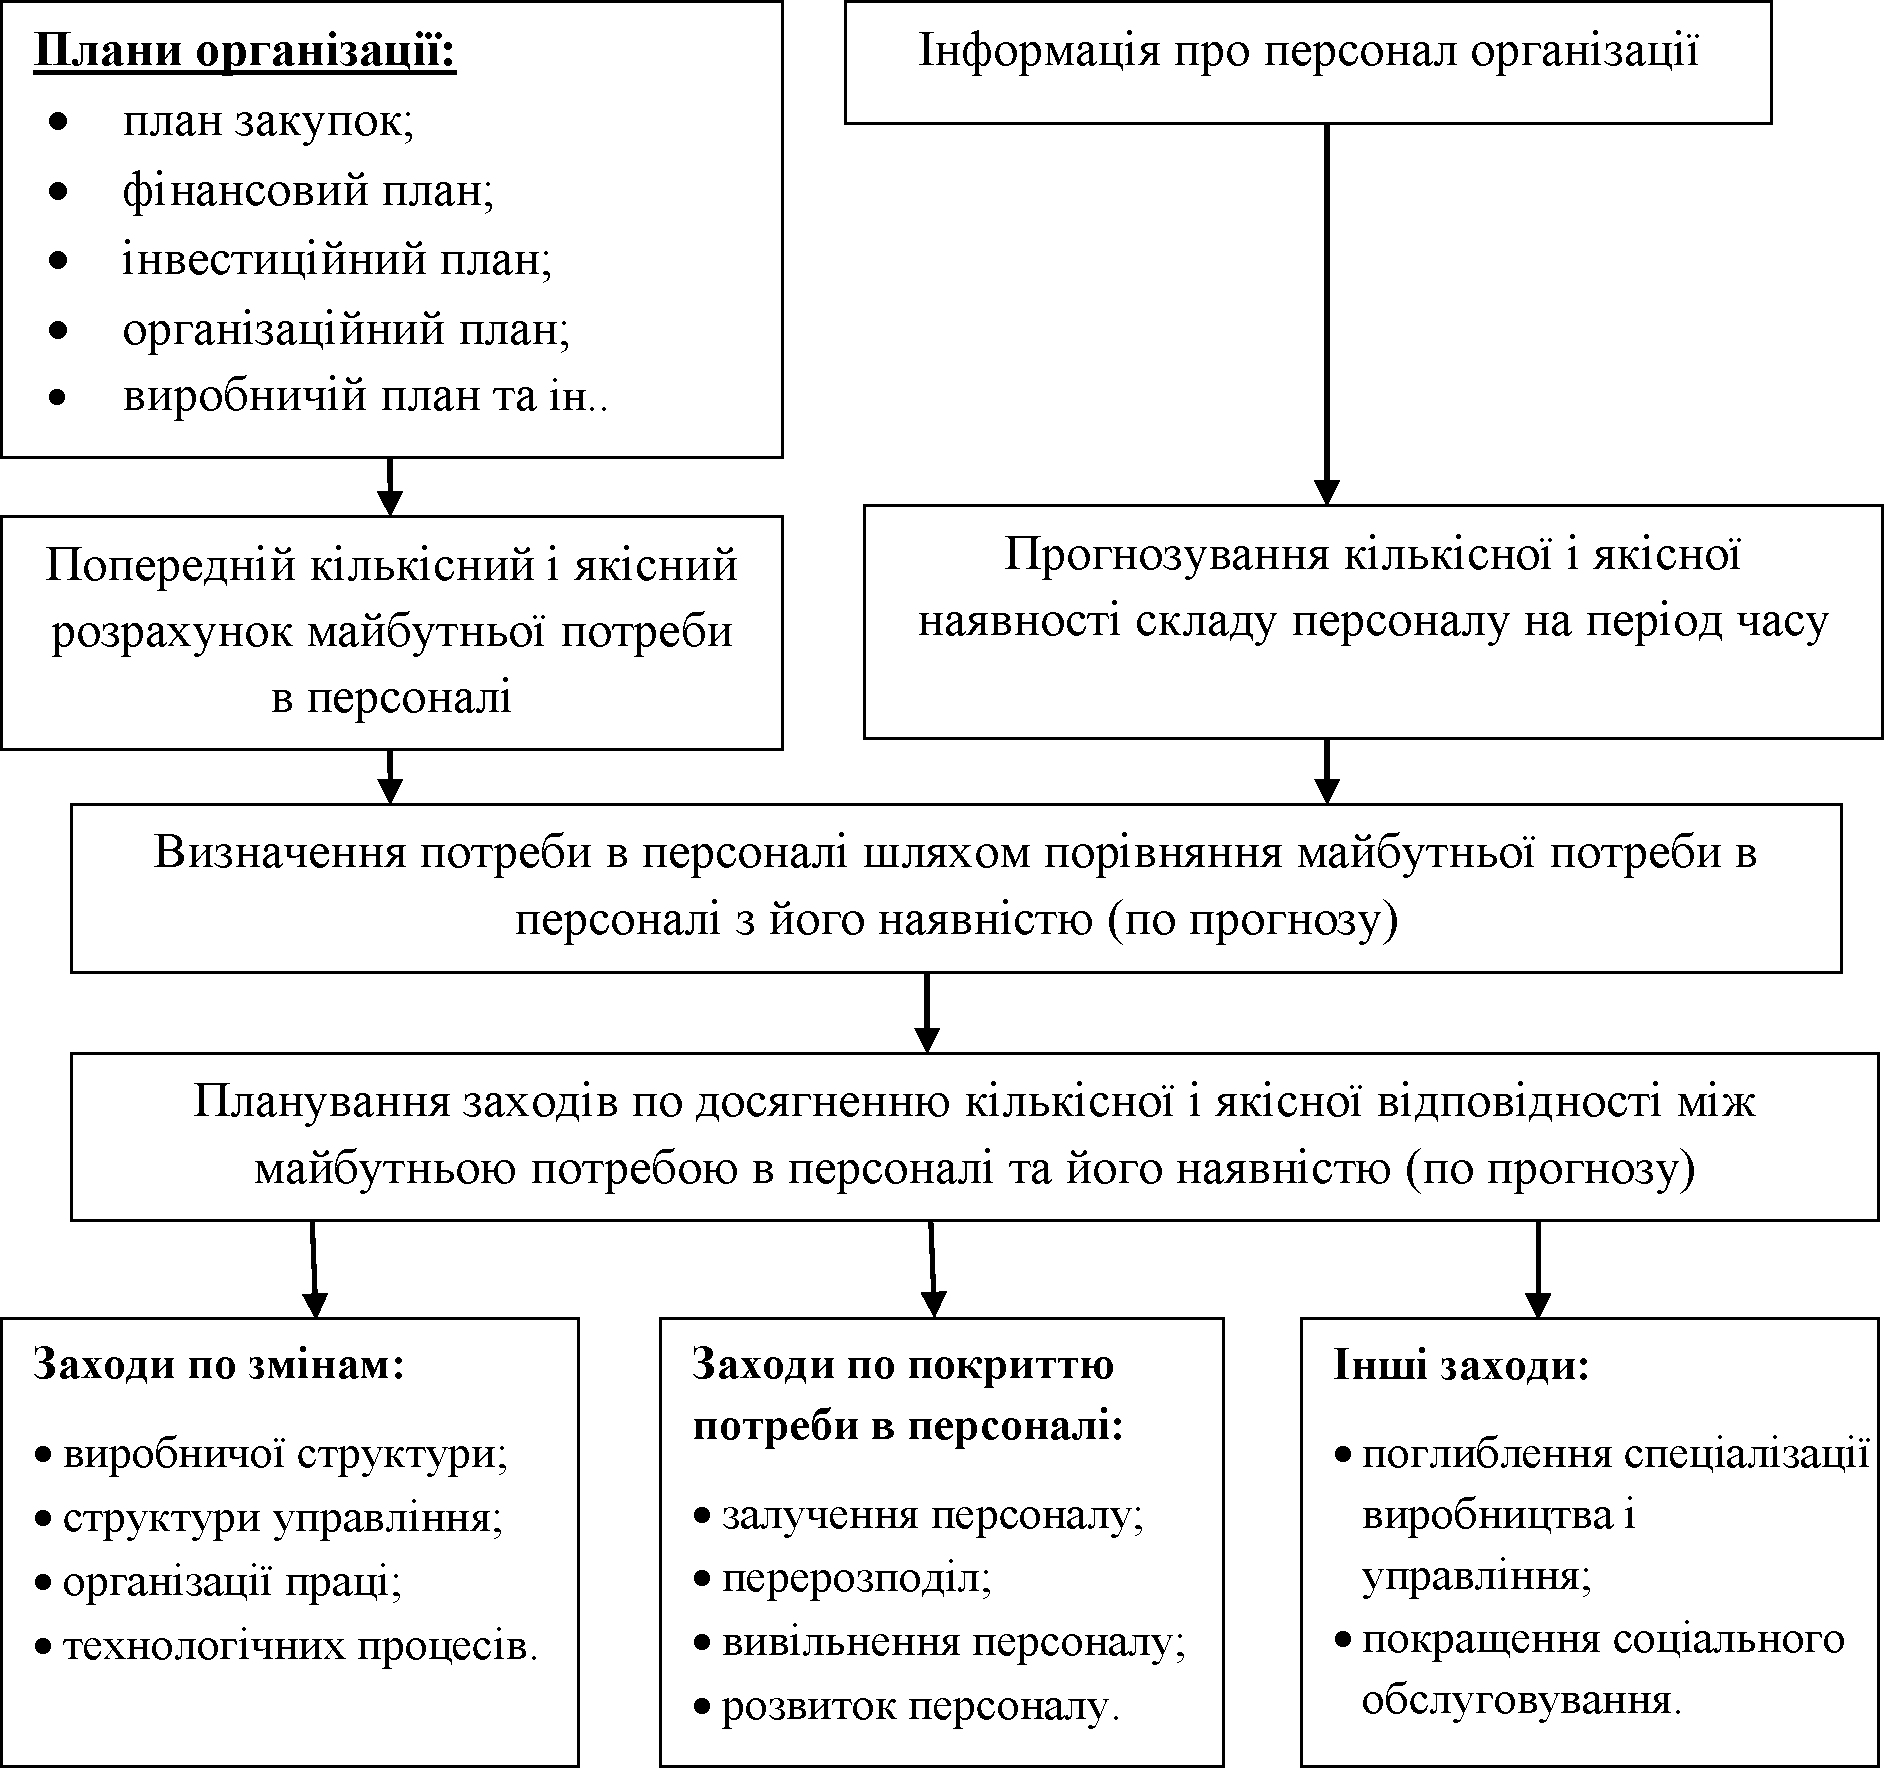 Плани організації:
план закупок;
фінансовий план;
інвестиційний план;
організаційний план;
виробничій план та ін..
Інформація про персонал організації
Попередній кількісний і якісний
розрахунок майбутньої потреби
в персоналі
Прогнозування кількісної і якісної
наявності складу персоналу на період часу
Визначення потреби в персоналі шляхом порівняння майбутньої потреби в
персоналі з його наявністю (по прогнозу)
Планування заходів по досягненню кількісної і якісної відповідності між
майбутньою потребою в персоналі та його наявністю (по прогнозу)
Заходи по змінам:
• виробничої структури;
• структури управління;
• організації праці;
• технологічних процесів.
Заходи по покриттю
потреби в персоналі:
• залучення персоналу;
• перерозподіл;
• вивільнення персоналу;
• розвиток персоналу.
Інші заходи:
• поглиблення спеціалізації
виробництва і
управління;
• покращення соціального
обслуговування.